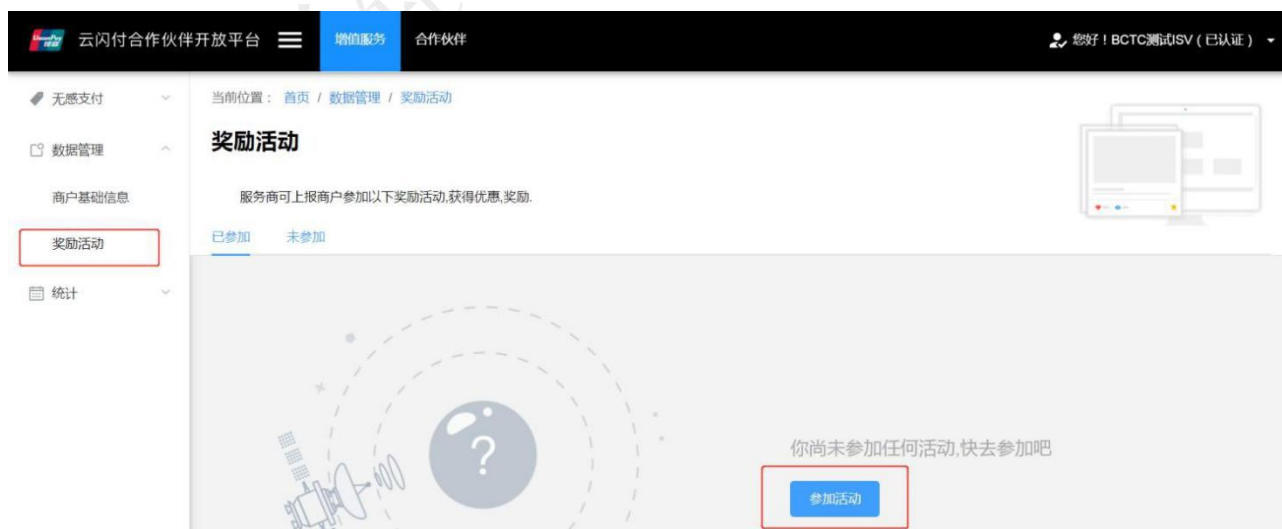 云闪付合作伙伴开放平台 增值服务 合作伙伴 您好！BCTC测试ISV（已认证）
无感支付
数据管理
商户基础信息
奖励活动
统计
当前位置： 首页 / 数据管理 / 奖励活动
奖励活动
服务商可上报商户参加以下奖励活动,获得优惠,奖励.
已参加 未参加
?
你尚未参加任何活动,快去参加吧
参加活动